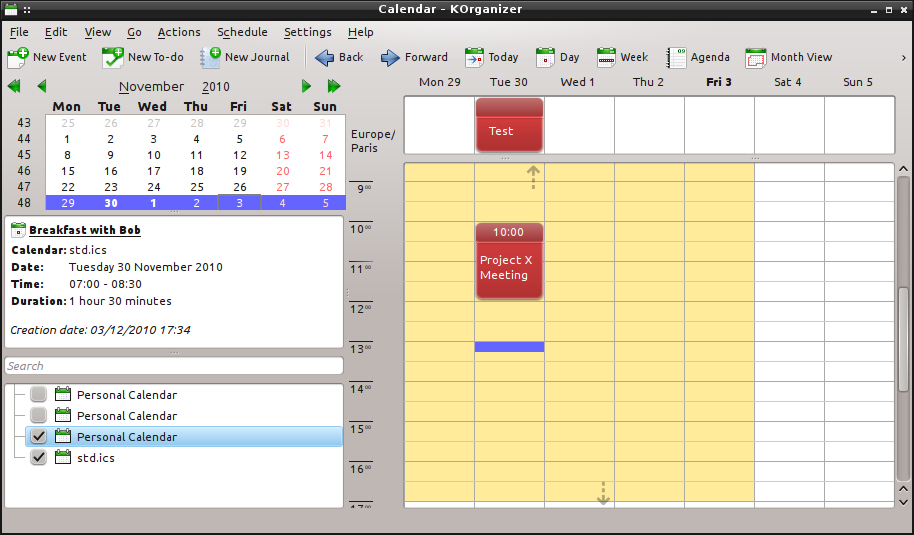 Calendar - KOrganizer
File Edit View Go Actions Schedule Settings Help
New Event New To-do New Journal Back Forward Today Day Week Agenda Month View
November 2010
Mon Tue Wed Thu Fri Sat Sun
43 25 26 27 28 29 30 31
44 1 2 3 4 5 6 7
45 8 9 10 11 12 13 14
46 15 16 17 18 19 20 21
47 22 23 24 25 26 27 28
48 29 30 1 2 3 4 5
Breakfast with Bob
Calendar: std.ics
Date: Tuesday 30 November 2010
Time: 07:00 - 08:30
Duration: 1 hour 30 minutes
Creation date: 03/12/2010 17:34
Search
Personal Calendar
Personal Calendar
Personal Calendar
std.ics
Mon 29 Tue 30 Wed 1 Thu 2 Fri 3 Sat 4 Sun 5
Europe/
Paris
Test
9 00
10 00
10:00
Project X
Meeting
11 00
12 00
13 00
14 00
15 00
16 00
17 00